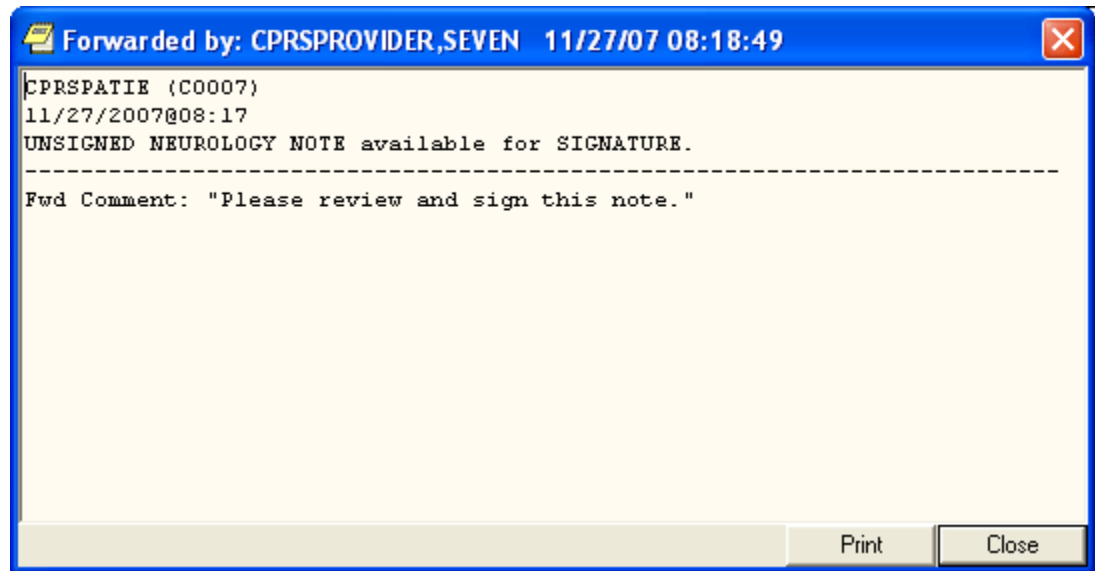 Forwarded by: CPRSPROVIDER,SEVEN 11/27/07 08:18:49
CPRSPATIE (C0007)
11/27/2007@08:17
UNSIGNED NEUROLOGY NOTE available for SIGNATURE.
--------------------------------------------------------------------------
Fwd Comment: "Please review and sign this note."
Print Close